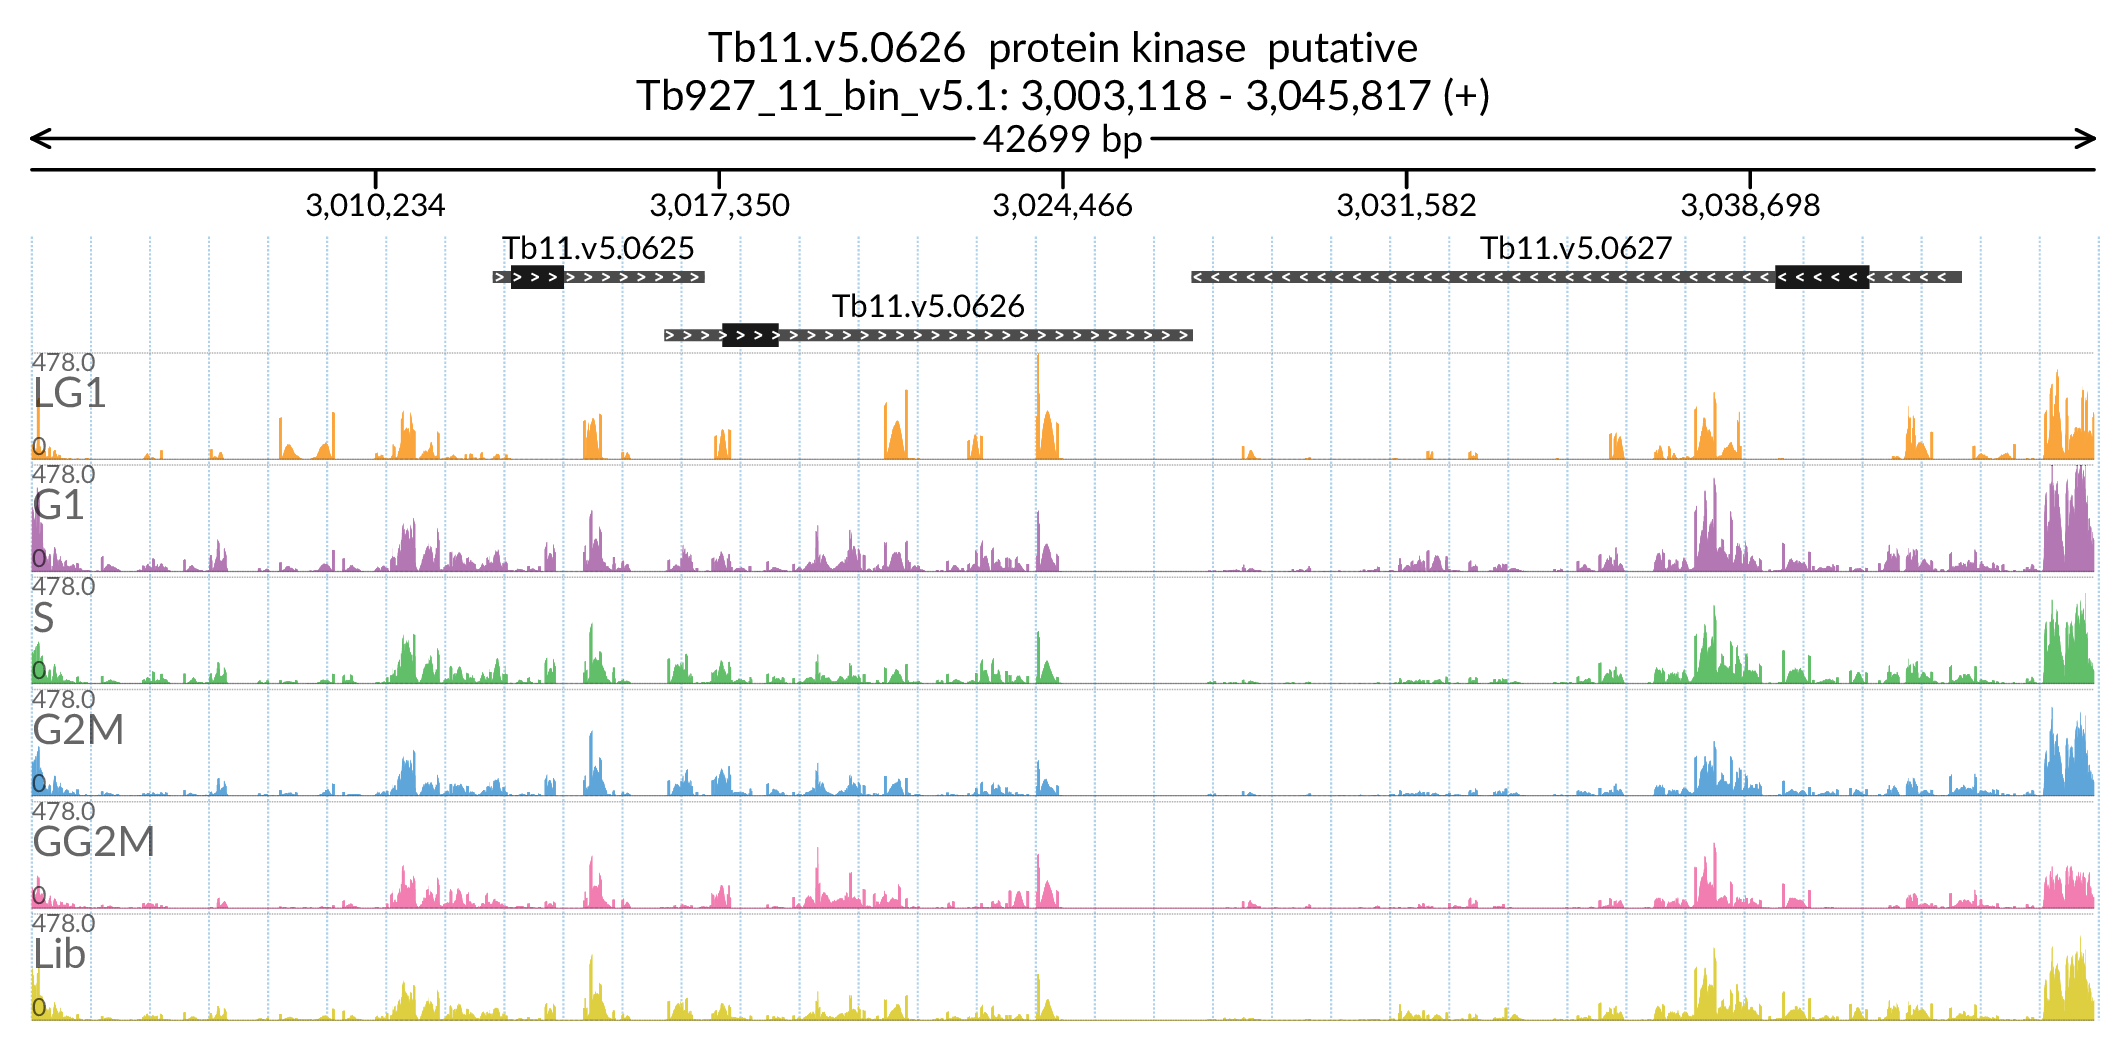 Tb11.v5.0626 protein kinase putative
Tb927_11_bin_v5.1: 3,003,118 - 3,045,817 (+)
42699 bp
3,010,234 3,017,350 3,024,466 3,031,582 3,038,698
Tb11.v5.0625 Tb11.v5.0627
Tb11.v5.0626
478.0
LG1
0
478.0
G1
0
478.0
S
0
478.0
G2M
0
478.0
GG2M
0
478.0
Lib
0